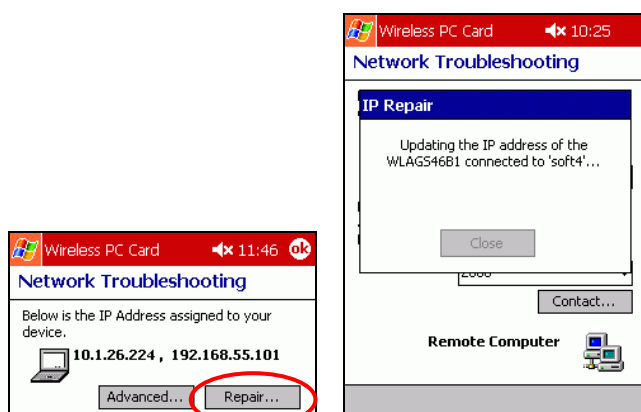 Wireless PC Card 11:46 ok
Network Troubleshooting
Below is the IP Address assigned to your
device.
10.1.26.224 , 192.168.55.101
Advanced... Repair...
Wireless PC Card 10:25
Network Troubleshooting
IP Repair
Updating the IP address of the
WLAGS46B1 connected to 'soft4'...
Close
Contact...
Remote Computer